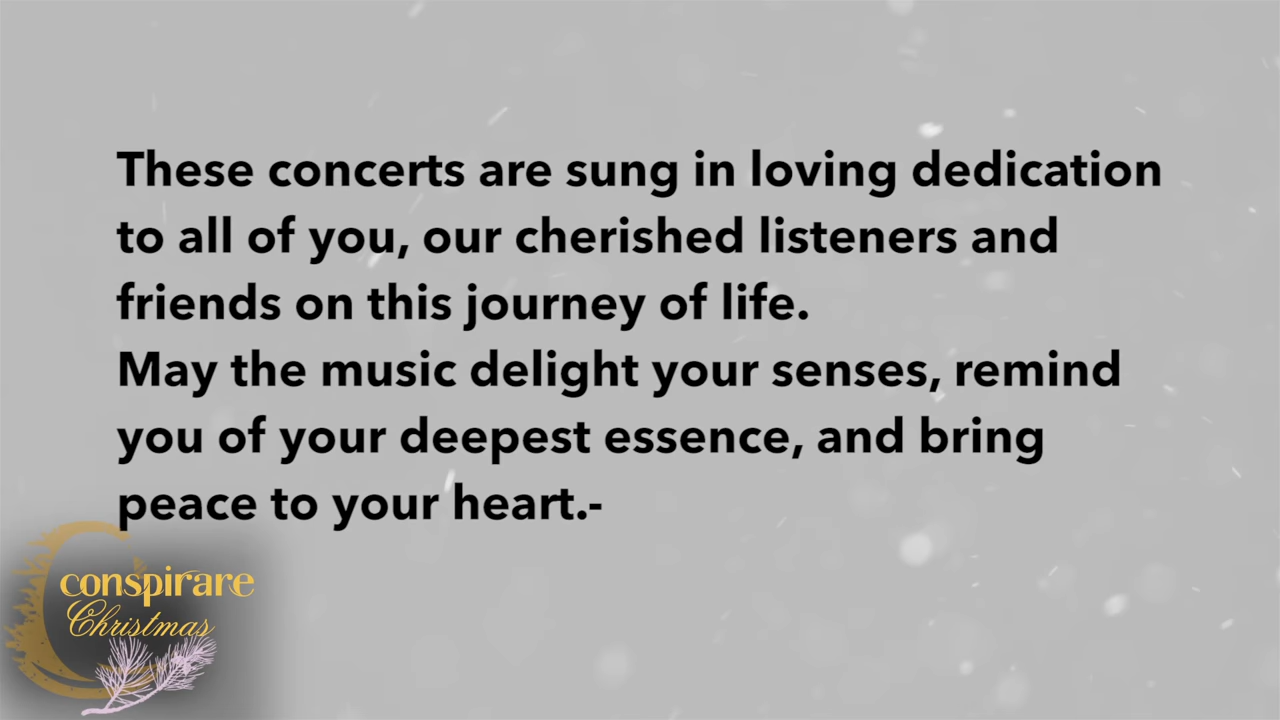 These concerts are sung in loving dedication
to all of you, our cherished listeners and
friends on this journey of life.
May the music delight your senses, remind
you of your deepest essence, and bring
peace to your heart.-
conspirare
Christmas